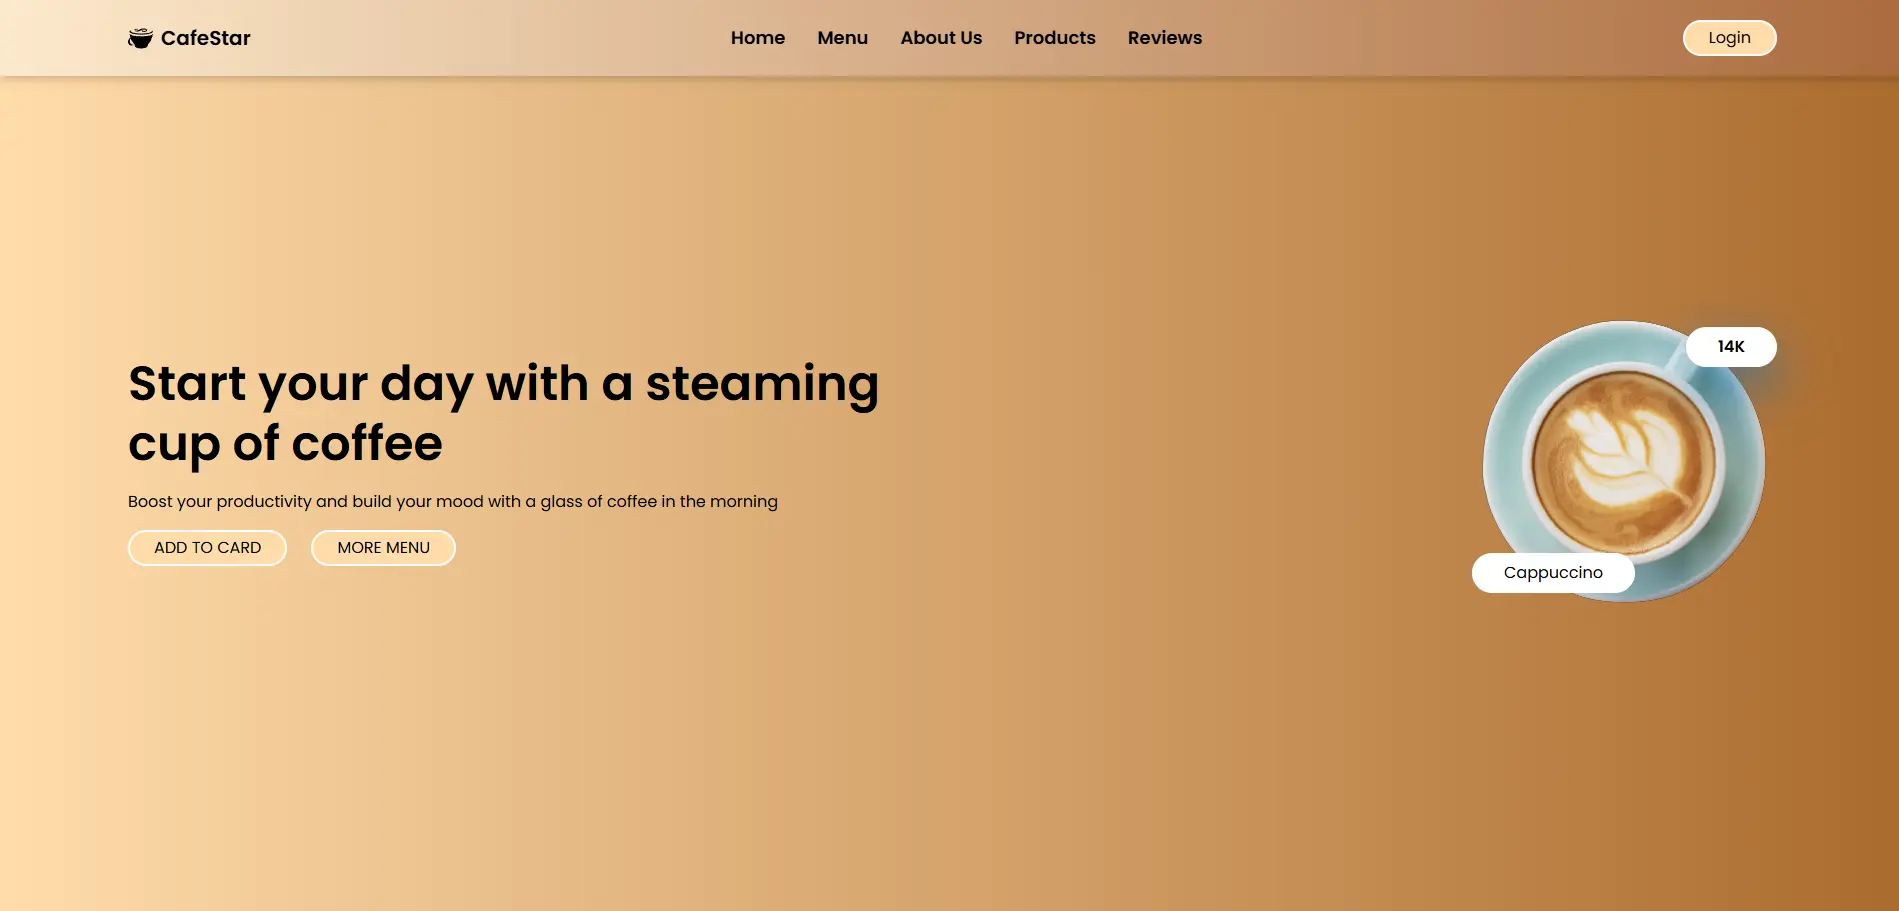 CafeStar
Home Menu About Us Products Reviews
Login
Start your day with a steaming
cup of coffee
Boost your productivity and build your mood with a glass of coffee in the morning
ADD TO CARD MORE MENU
14K
Cappuccino